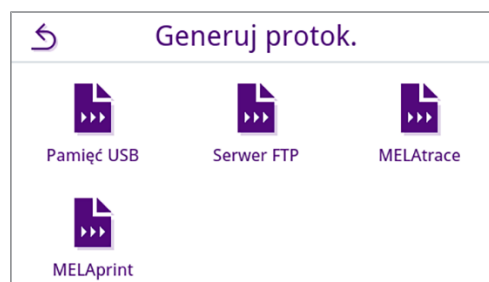 Generuj protok.
Pamięć USB
Serwer FTP
MELAtrace
MELAprint